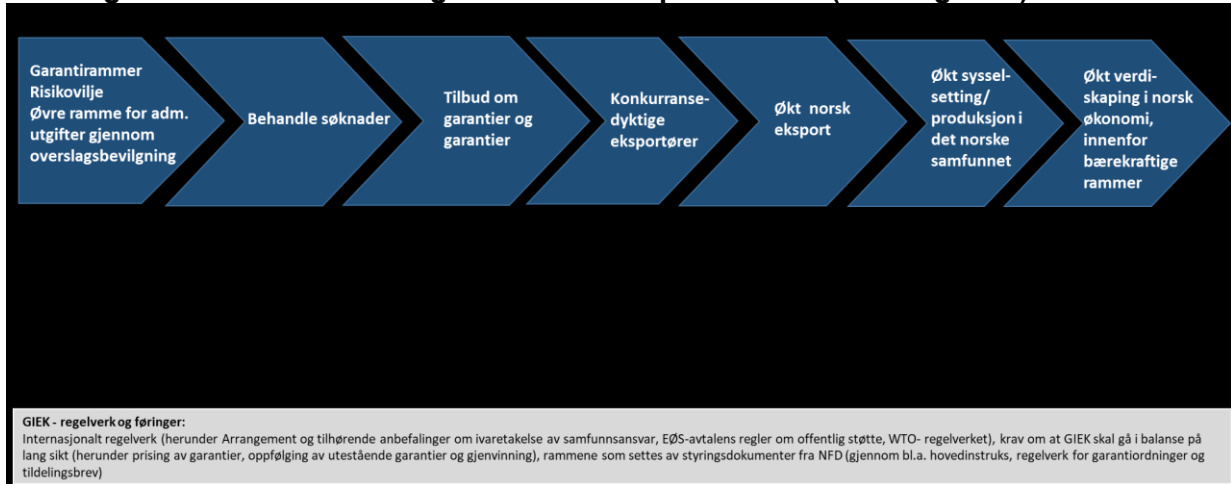 Garantirammer
Risikovilje
Øvre ramme for adm.
utgifter gjennom
overslagsbevilgning
Behandle søknader
Tilbud om
garantier og
garantier
Konkurranse-
dyktige
eksportører
Økt norsk
eksport
Økt syssel-
setting/
produksjon i
det norske
samfunnet
Økt verdi-
skaping i norsk
økonomi,
innenfor
bærekraftige
rammer
GIEK - regelverk og føringer:
Internasjonalt regelverk (herunder Arrangement og tilhørende anbefalinger om ivaretakelse av samfunnsansvar, EØS-avtalens regler om offentlig støtte, WTO- regelverket), krav om at GIEK skal gå i balanse på
lang sikt (herunder prising av garantier, oppfølging av utestående garantier og gjenvinning), rammene som settes av styringsdokumenter fra NFD (gjennom bl.a. hovedinstruks, regelverk for garantiordninger og
tildelingsbrev)